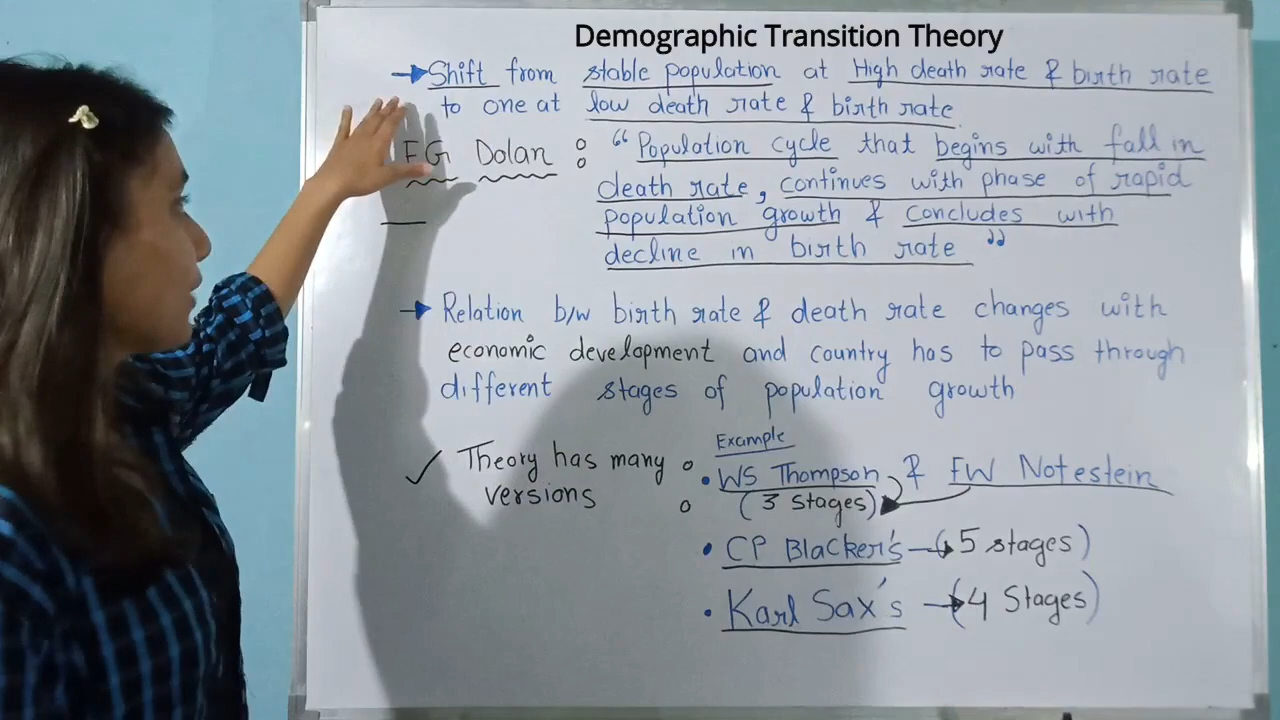 Demographic Transition Theory
Shift from stable population at High death rate & birth rate
to one at low death rate & birth rate
FG Dolan : “Population cycle that begins with fall in
death rate, continues with phase of rapid
population growth & concludes with
decline in birth rate”
Relation b/w birth rate & death rate changes with
economic development and country has to pass through
different stages of population growth
Example
✓ Theory has many versions : • WS Thompson & FW Notestein
(3 stages)
• CP Blacker's → (5 stages)
• Karl Sax's → (4 Stages)